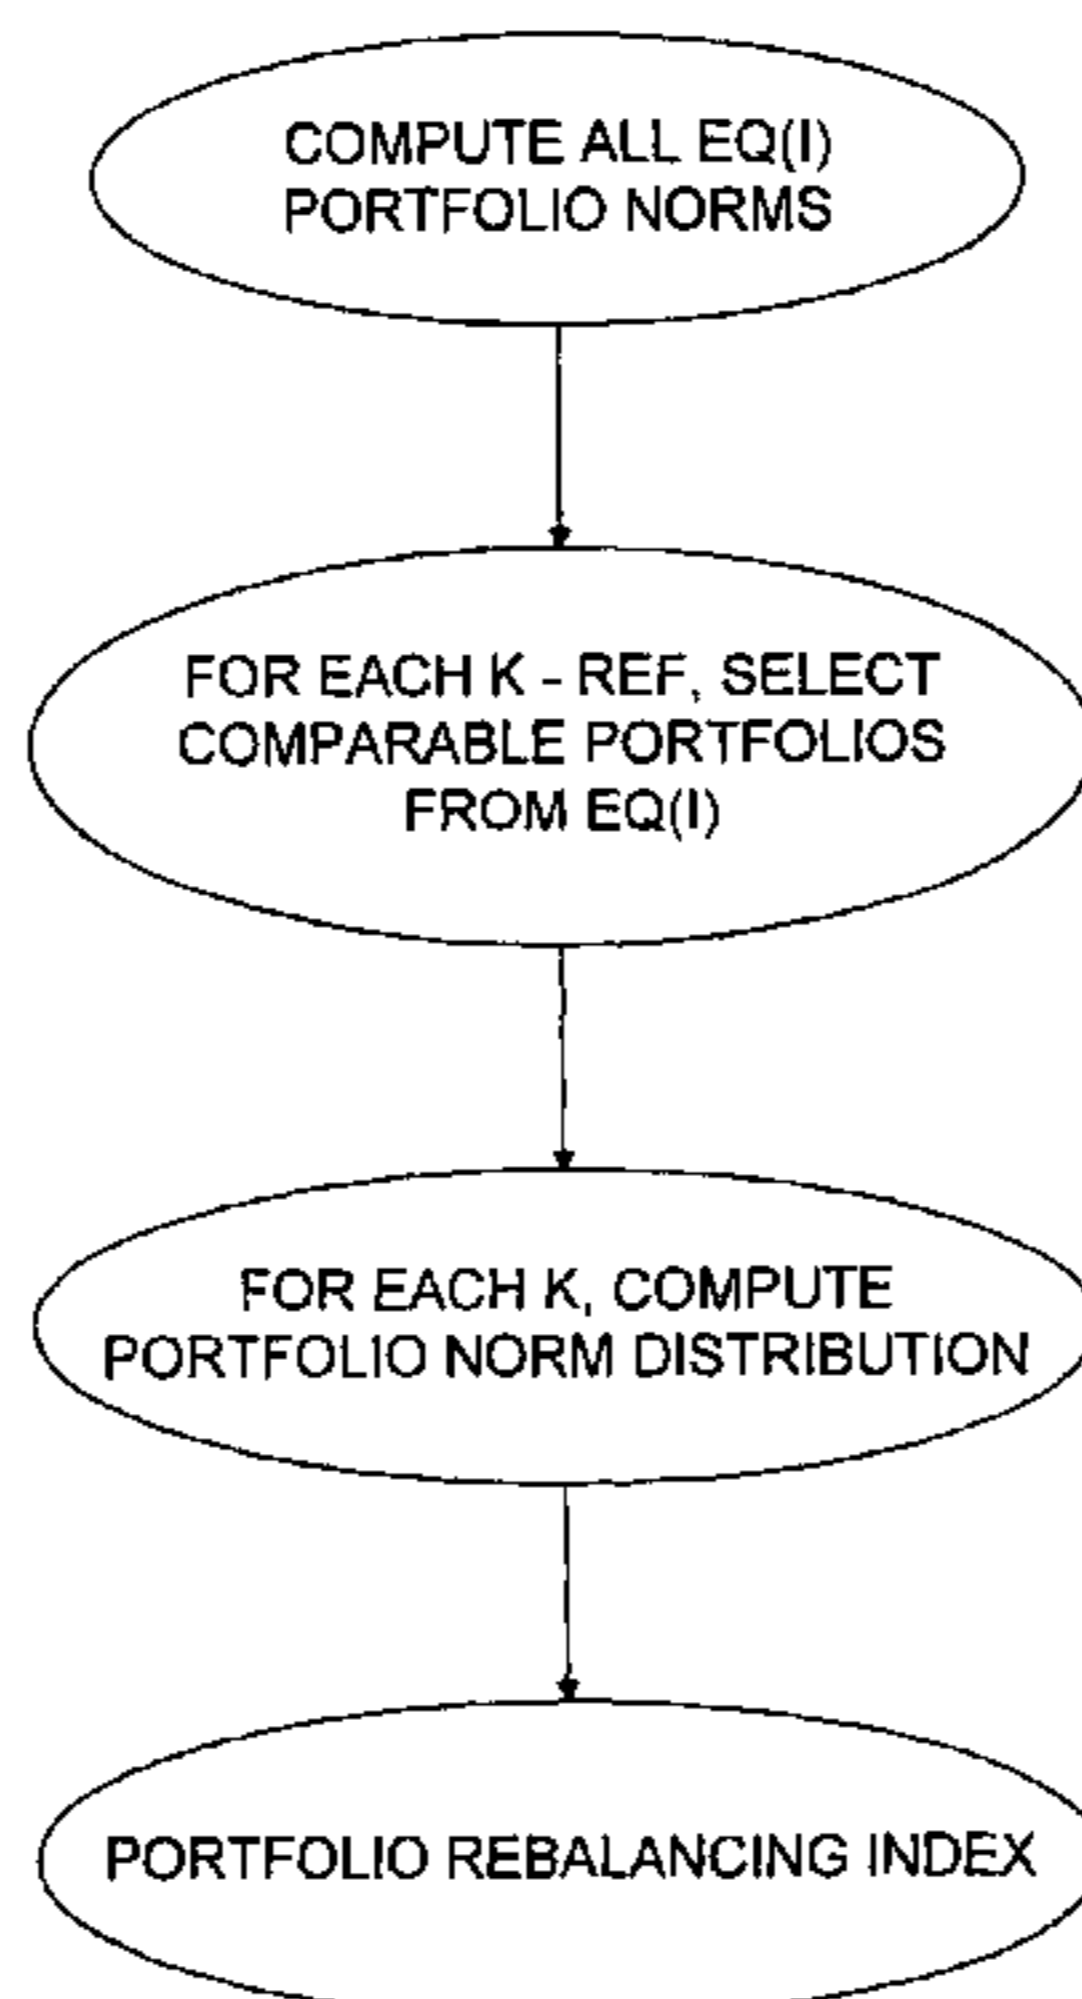 COMPUTE ALL EQ(I)
PORTFOLIO NORMS
FOR EACH K - REF, SELECT
COMPARABLE PORTFOLIOS
FROM EQ(I)
FOR EACH K, COMPUTE
PORTFOLIO NORM DISTRIBUTION
PORTFOLIO REBALANCING INDEX